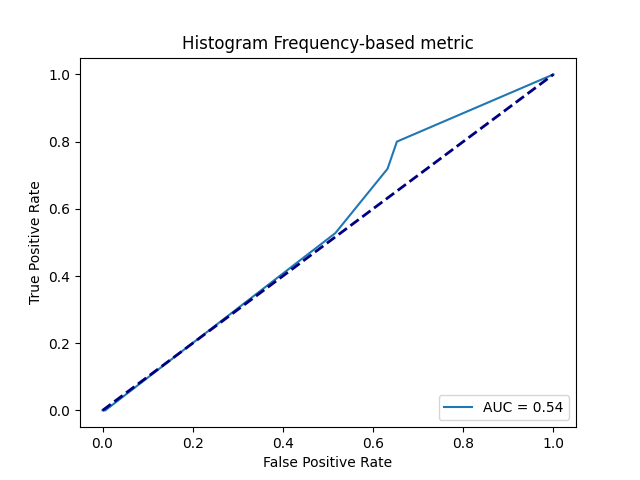 Histogram Frequency-based metric
True Positive Rate
1.0
0.8
0.6
0.4
0.2
0.0
AUC = 0.54
0.0 0.2 0.4 0.6 0.8 1.0
False Positive Rate